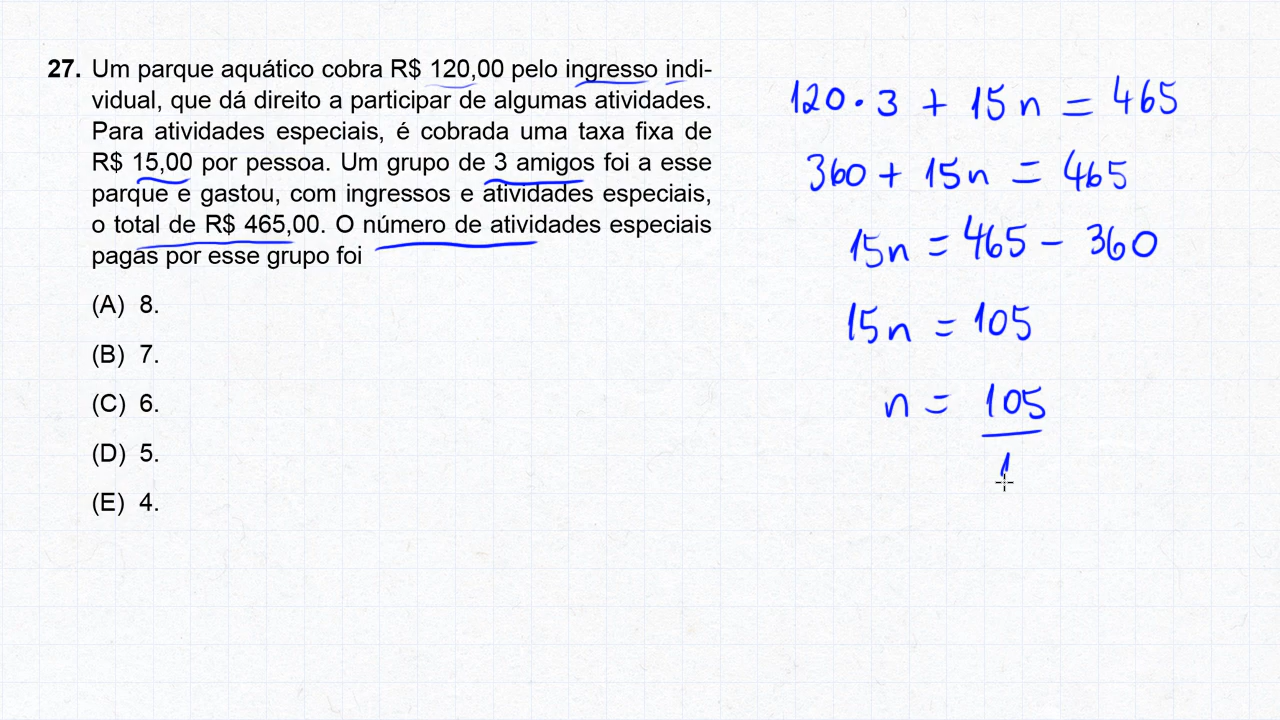 27. Um parque aquático cobra R$ 120,00 pelo ingresso indi-
vidual, que dá direito a participar de algumas atividades.
Para atividades especiais, é cobrada uma taxa fixa de
R$ 15,00 por pessoa. Um grupo de 3 amigos foi a esse
parque e gastou, com ingressos e atividades especiais,
o total de R$ 465,00. O número de atividades especiais
pagas por esse grupo foi
(A) 8.
(B) 7.
(C) 6.
(D) 5.
(E) 4.
120 · 3 + 15n = 465
360 + 15n = 465
15n = 465 - 360
15n = 105
n = 105
1